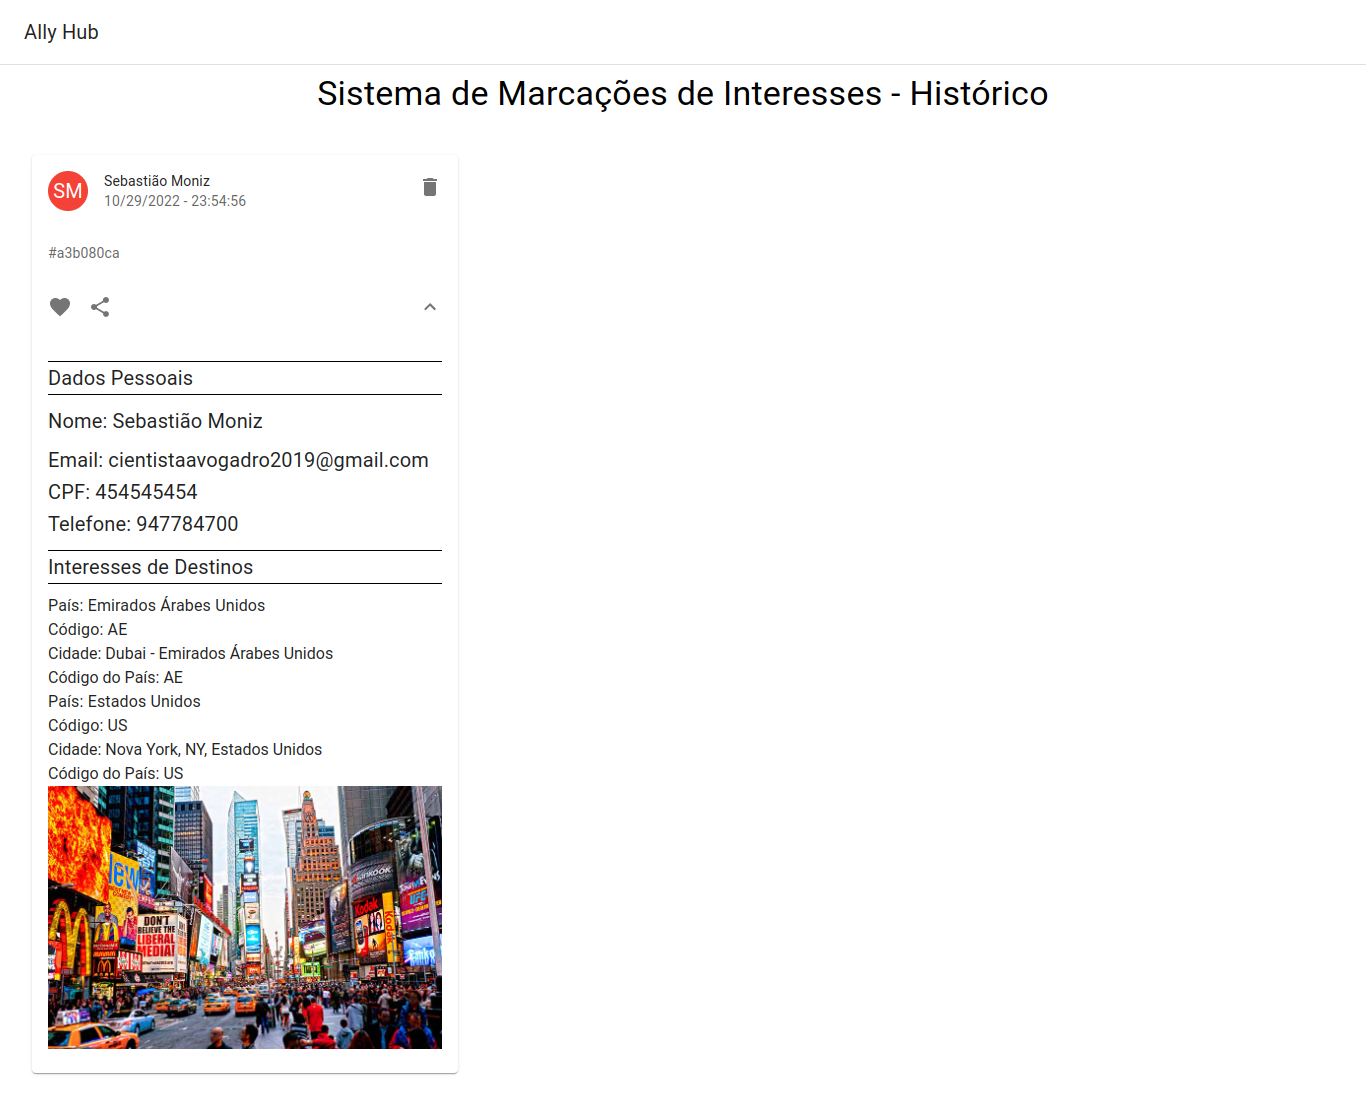 Ally Hub
Sistema de Marcações de Interesses - Histórico
SM
Sebastião Moniz
10/29/2022 - 23:54:56
#a3b080ca
Dados Pessoais
Nome: Sebastião Moniz
Email: cientistaavogadro2019@gmail.com
CPF: 454545454
Telefone: 947784700
Interesses de Destinos
País: Emirados Árabes Unidos
Código: AE
Cidade: Dubai - Emirados Árabes Unidos
Código do País: AE
País: Estados Unidos
Código: US
Cidade: Nova York, NY, Estados Unidos
Código do País: US
DON'T
BELIEVE THE
LIBERAL
MEDIA!
Kodak